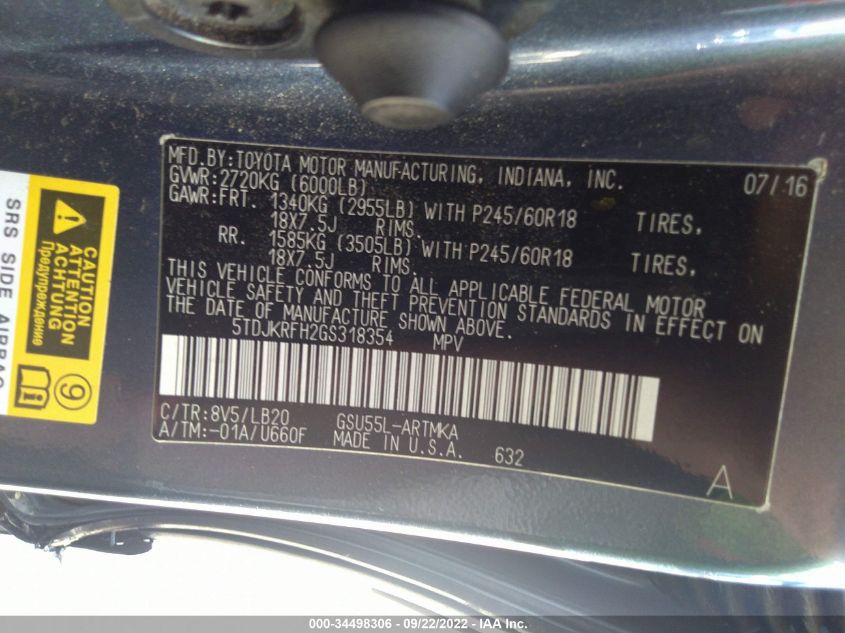 MFD.BY:TOYOTA MOTOR MANUFACTURING, INDIANA, INC. 07/16
GVWR:2720KG (6000LB)
GAWR:FRT. 1340KG (2955LB) WITH P245/60R18 TIRES,
18X7.5J RIMS.
RR. 1585KG (3505LB) WITH P245/60R18 TIRES,
18X7.5J RIMS.
THIS VEHICLE CONFORMS TO ALL APPLICABLE FEDERAL MOTOR
VEHICLE SAFETY AND THEFT PREVENTION STANDARDS IN EFFECT ON
THE DATE OF MANUFACTURE SHOWN ABOVE.
5TDJKRFH2GS318354 MPV
C/TR:8V5/LB20 GSU55L-ARTMKA
A/TM:-01A/U660F MADE IN U.S.A. 632
A
CAUTION
ATTENTION
ACHTUNG
Предупреждение
9
SRS SIDE AIRBAG
000-34498306 - 09/22/2022 - IAA Inc.